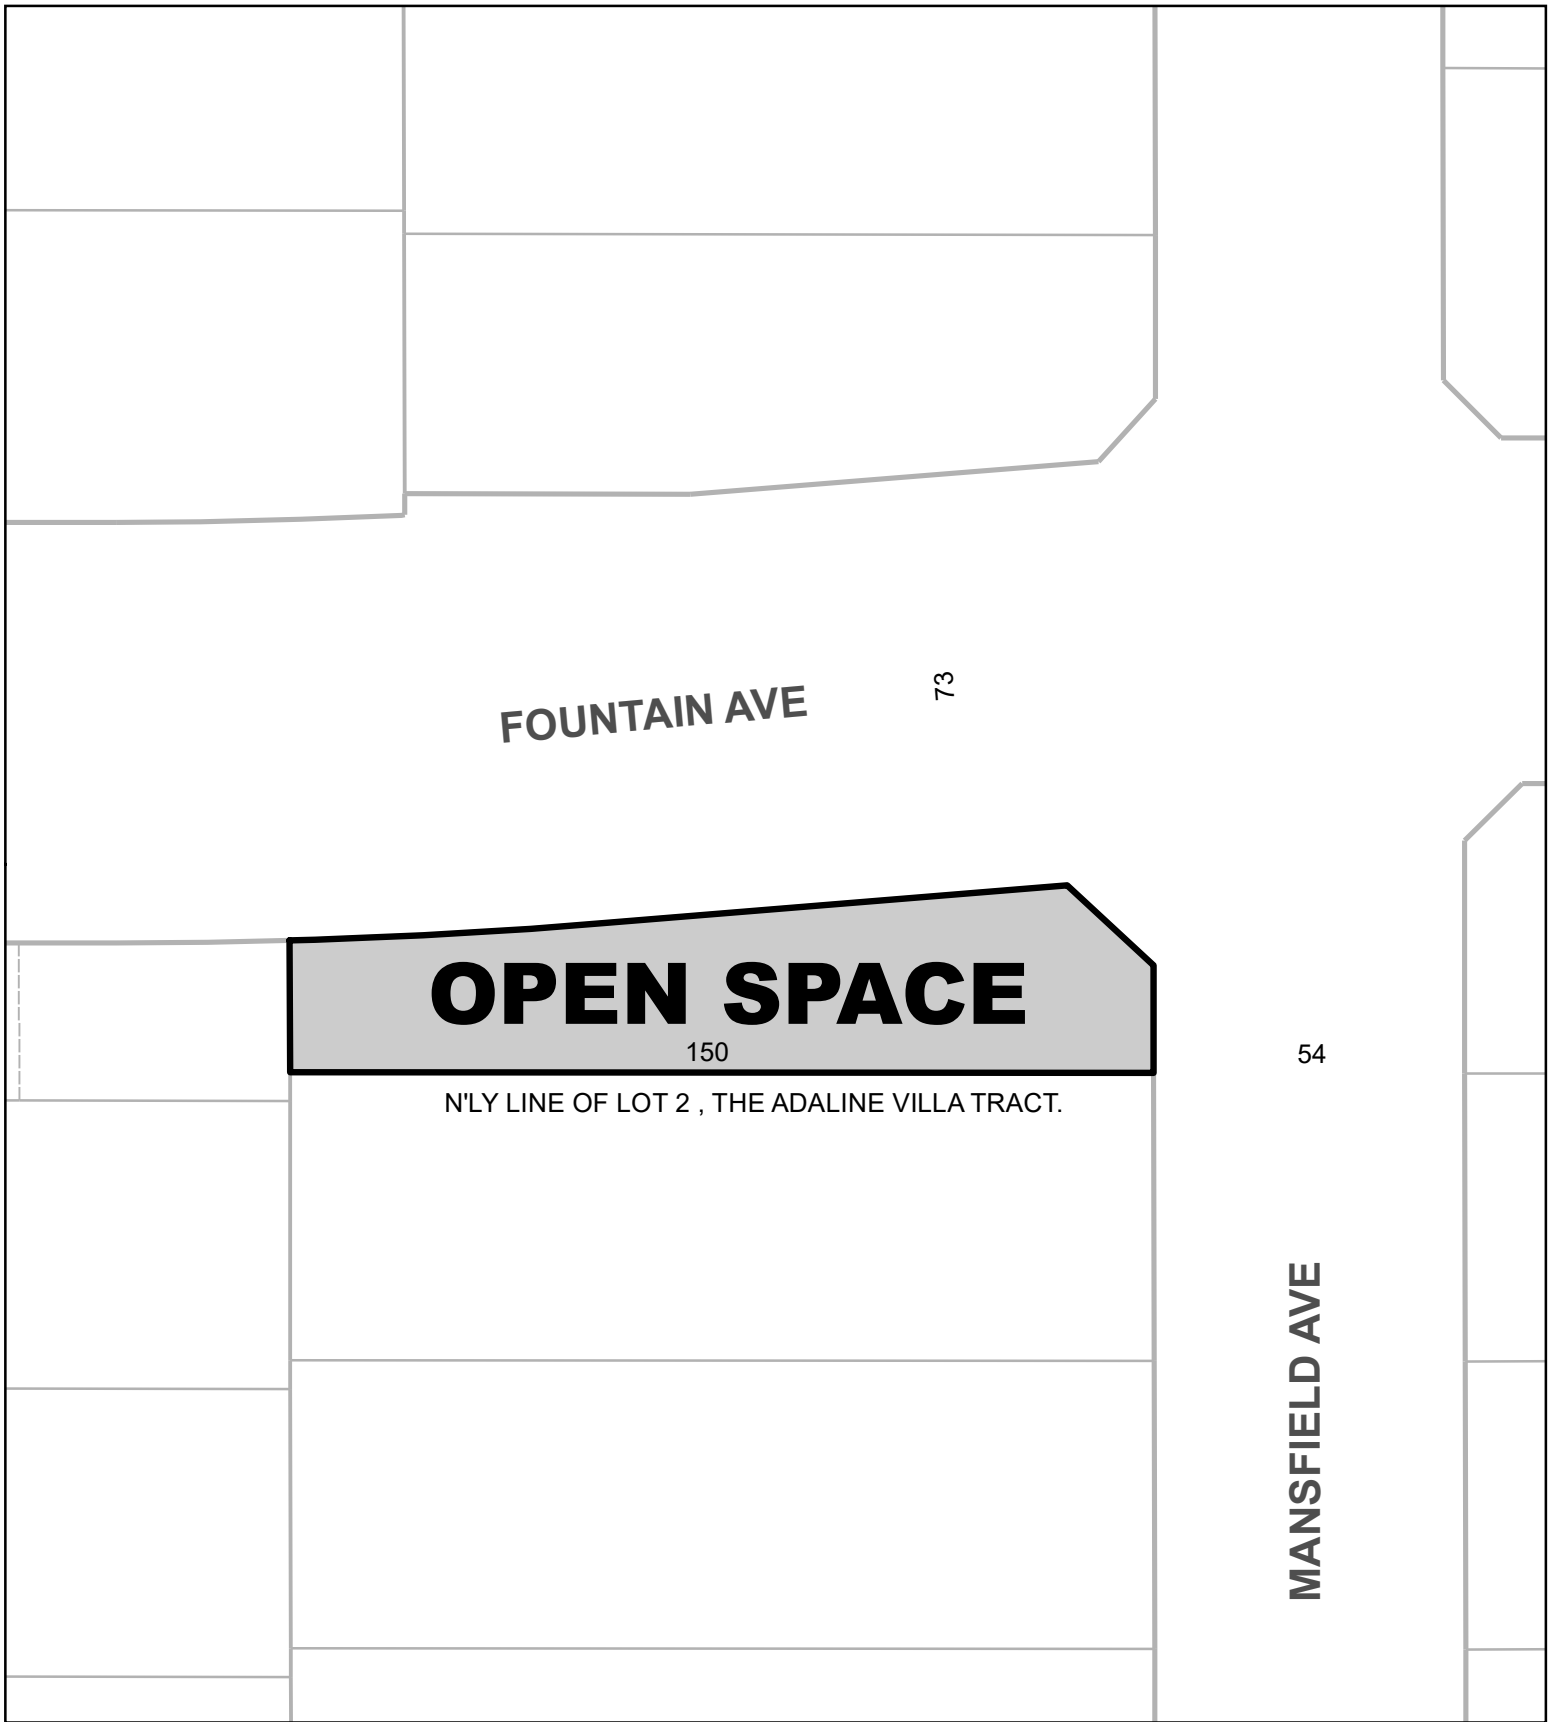 73
FOUNTAIN AVE
OPEN SPACE
150
54
N'LY LINE OF LOT 2 , THE ADALINE VILLA TRACT.
MANSFIELD AVE